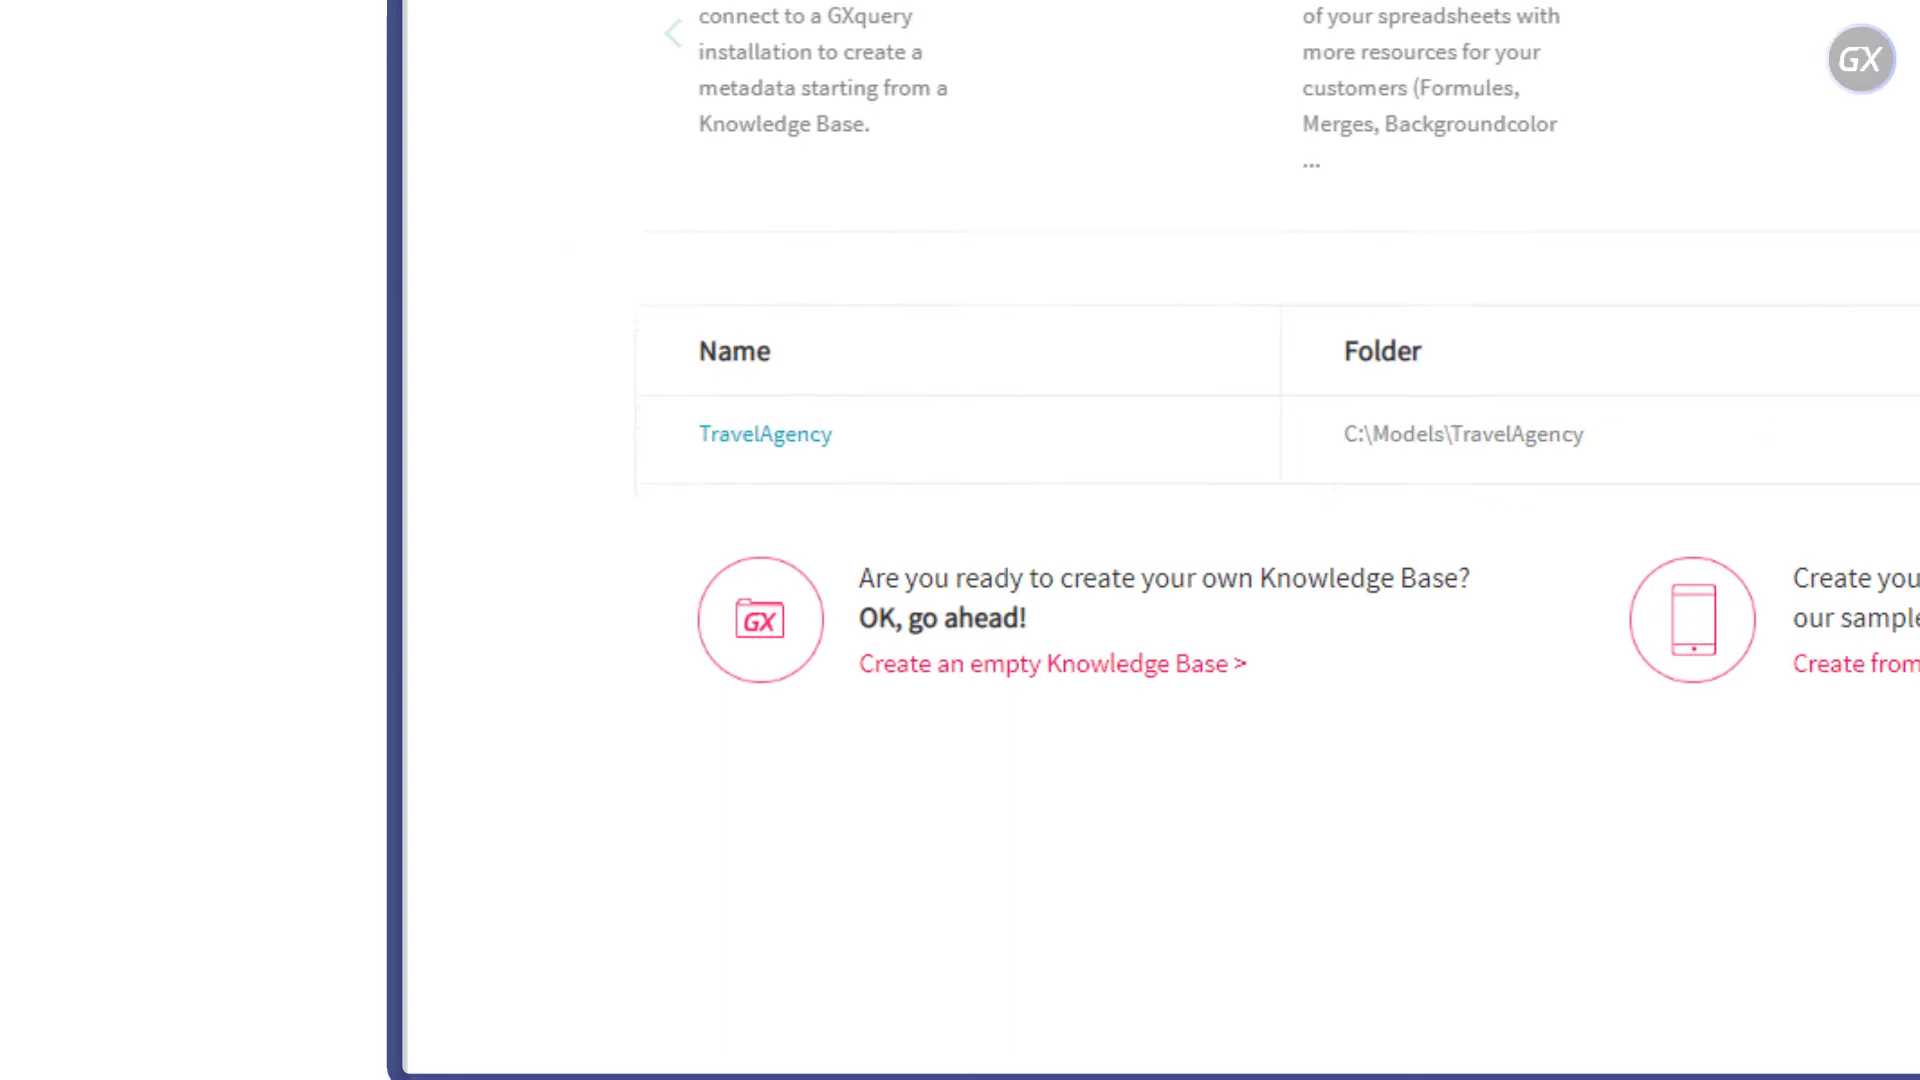 connect to a GXquery
installation to create a
metadata starting from a
Knowledge Base.
of your spreadsheets with
more resources for your
customers (Formules,
Merges, Backgroundcolor
...
GX
Name
Folder
TravelAgency
C:\Models\TravelAgency
GX
Are you ready to create your own Knowledge Base?
OK, go ahead!
Create an empty Knowledge Base >
Create you
our sample
Create from